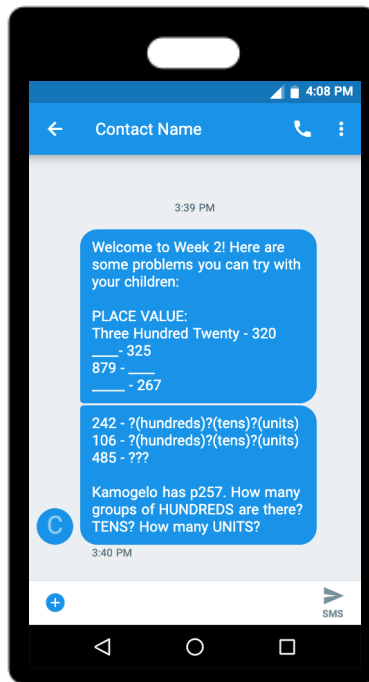 4:08 PM
Contact Name
3:39 PM
Welcome to Week 2! Here are
some problems you can try with
your children:
PLACE VALUE:
Three Hundred Twenty - 320
____- 325
879 - ____
_____ - 267
242 - ?(hundreds)?(tens)?(units)
106 - ?(hundreds)?(tens)?(units)
485 - ???
Kamogelo has p257. How many
groups of HUNDREDS are there?
TENS? How many UNITS?
C
3:40 PM
SMS